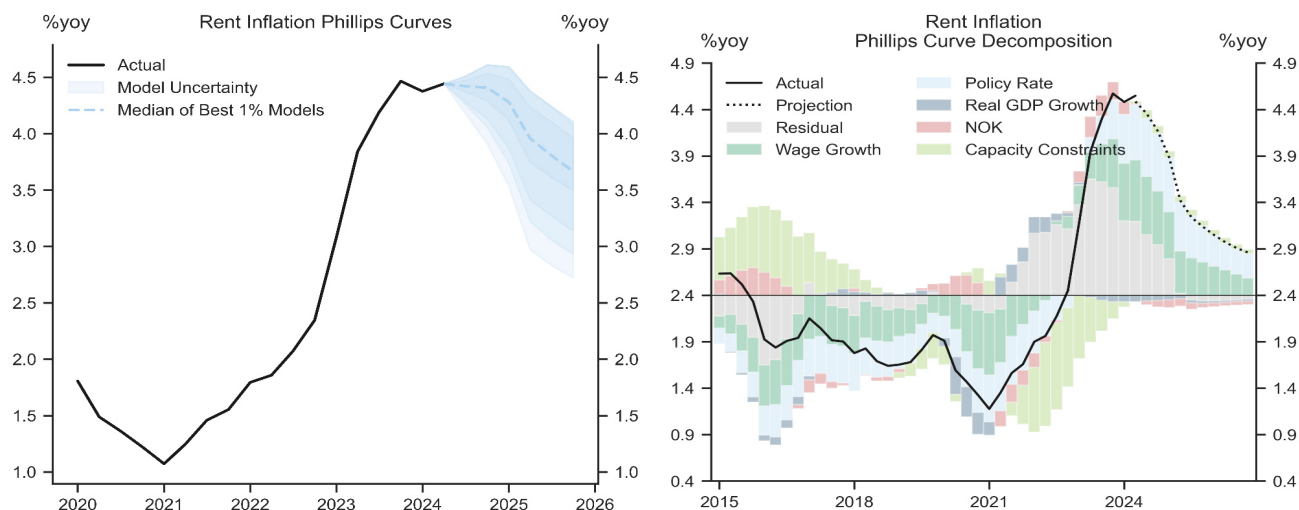 %yoy Rent Inflation Phillips Curves %yoy
Actual
Model Uncertainty
Median of Best 1% Models
4.5 4.5
4.0 4.0
3.5 3.5
3.0 3.0
2.5 2.5
2.0 2.0
1.5 1.5
1.0 1.0
2020 2021 2022 2023 2024 2025 2026
Rent Inflation
%yoy Phillips Curve Decomposition %yoy
Actual Policy Rate
Projection Real GDP Growth
Residual NOK
Wage Growth Capacity Constraints
4.9 4.9
4.4 4.4
3.9 3.9
3.4 3.4
2.9 2.9
2.4 2.4
1.9 1.9
1.4 1.4
0.9 0.9
0.4 0.4
2015 2018 2021 2024